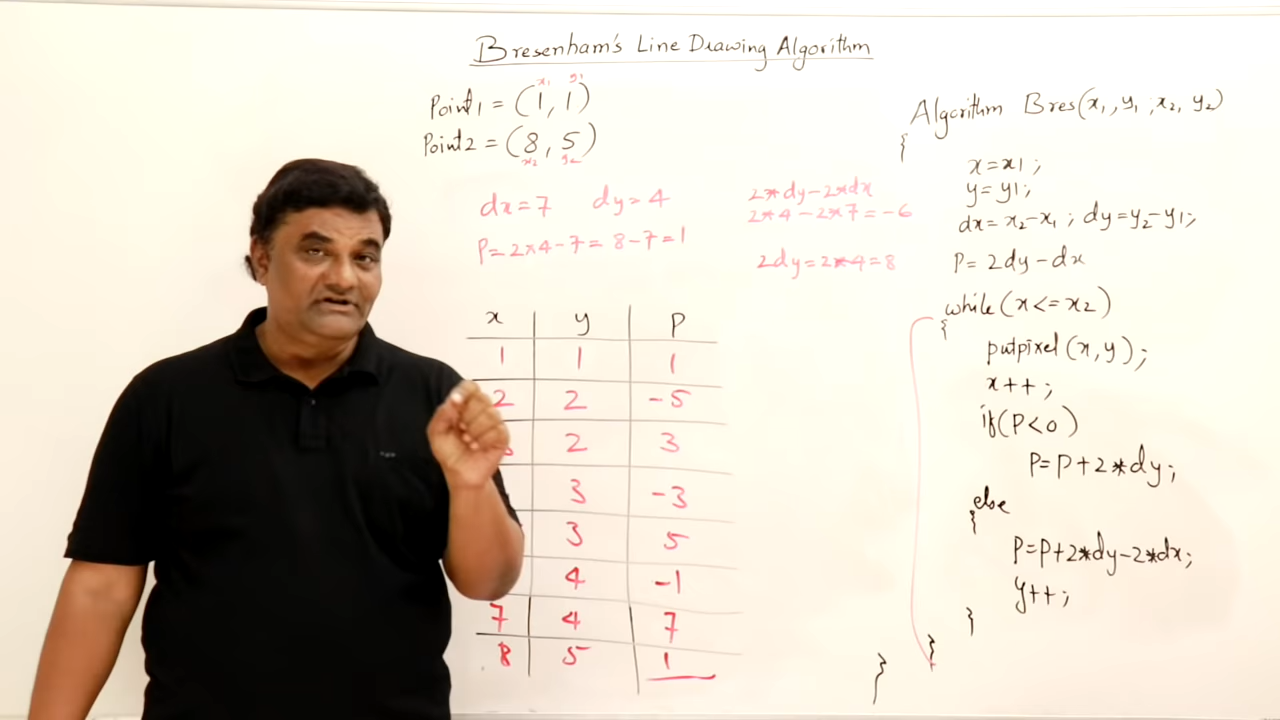 Bresenham's Line Drawing Algorithm
x1 y1
Point1 = (1, 1)
Point2 = (8, 5)
x2 y2
dx=7 dy=4
P=2*4-7=8-7=1
2*dy-2*dx
2*4-2*7=-6
2dy=2*4=8
x y P
1 1 1
2 2 -5
2 3
3 -3
3 5
4 -1
7 4 7
8 5 1
Algorithm Bres(x1, y1, x2, y2)
{
x=x1;
y=y1;
dx=x2-x1; dy=y2-y1;
P=2dy-dx
while(x<=x2)
{
putpixel(x,y);
x++;
if(P<0)
P=P+2*dy;
else
{
P=P+2*dy-2*dx;
y++;
}
}
}